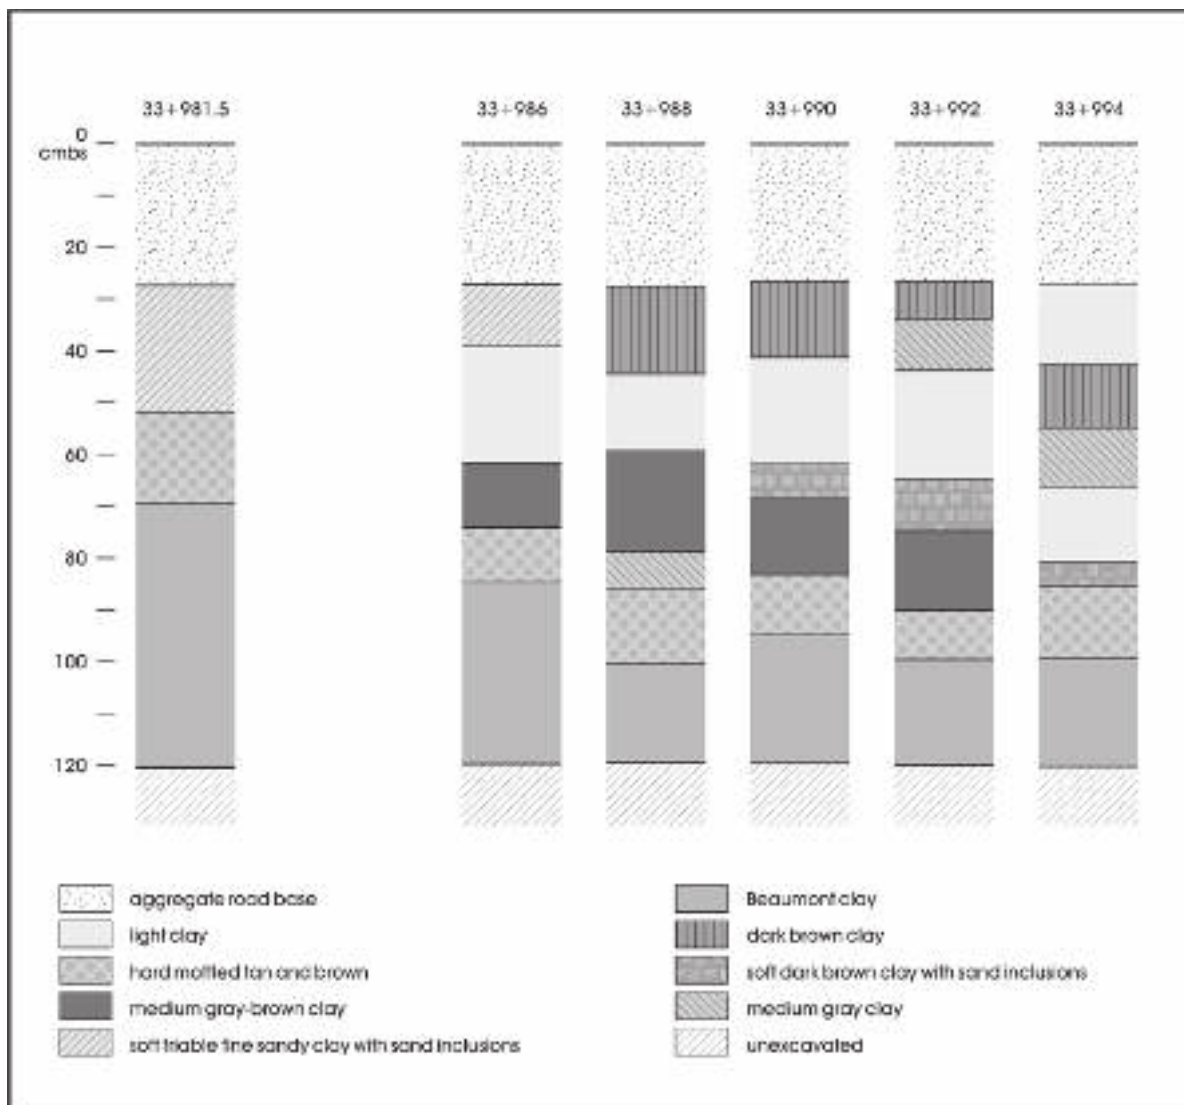 33+981.5 33+986 33+988 33+990 33+992 33+994
0
cmbs
20
40
60
80
100
120
aggregate road base
light clay
hard mottled tan and brown
medium gray-brown clay
soft friable fine sandy clay with sand inclusions
Beaumont clay
dark brown clay
soft dark brown clay with sand inclusions
medium gray clay
unexcavated